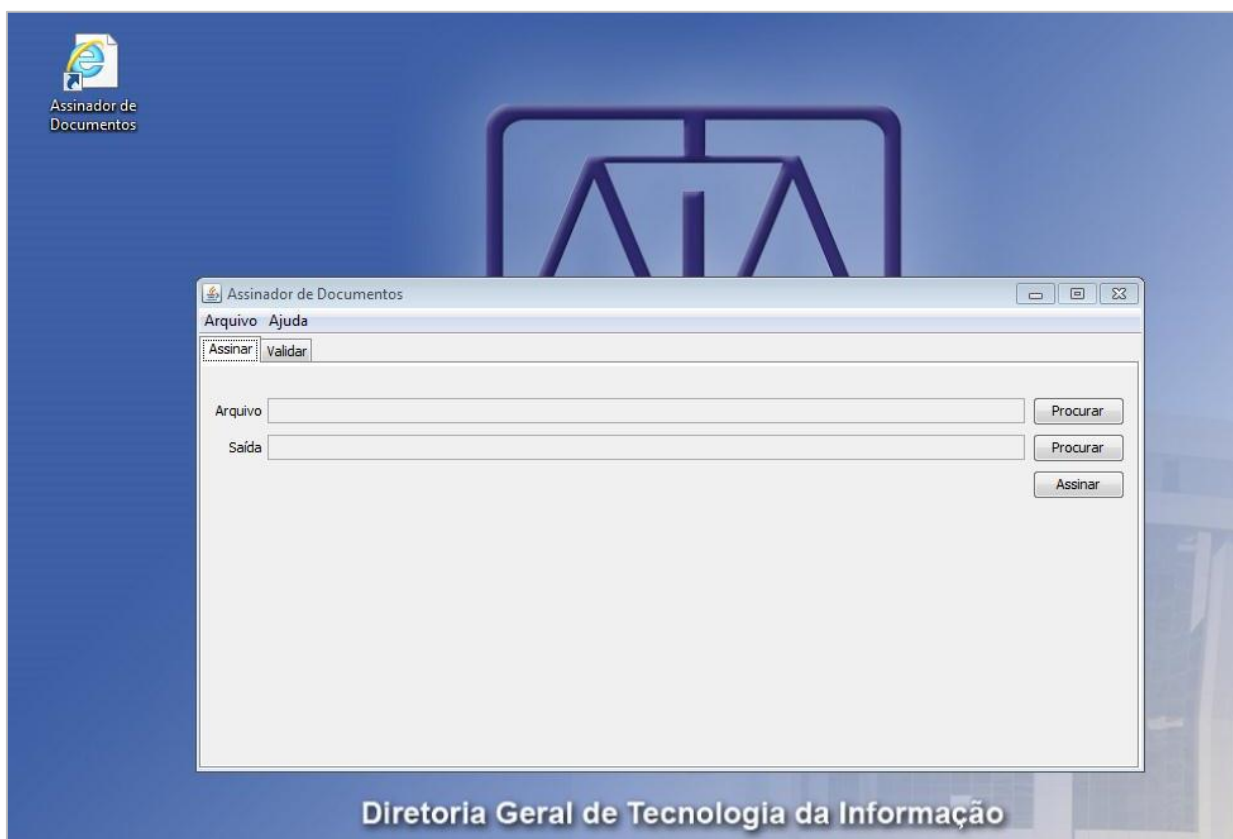 Assinador de
Documentos
Assinador de Documentos
Arquivo Ajuda
Assinar Validar
Arquivo Procurar
Saída Procurar
Assinar
Diretoria Geral de Tecnologia da Informação